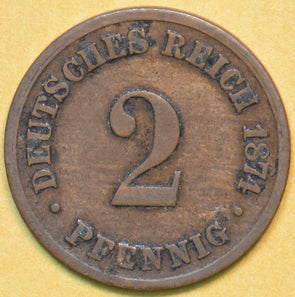 DEUTSCHES REICH 1874
2
· PFENNIG ·